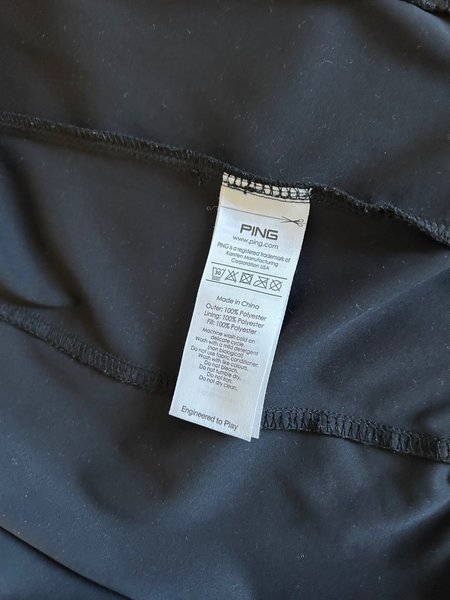 PING
www.ping.com
PING is a registered trademark of
Karsten Manufacturing
Corporation USA
30°
Made in China
Outer: 100% Polyester
Lining: 100% Polyester
Fill: 100% Polyester
Machine wash cold on
delicate cycle.
Wash with a mild detergent
(non biological)
Do not use fabric conditioner.
Wash with like colours.
Do not bleach.
Do not tumble dry.
Do not iron.
Do not dry clean.
Engineered to Play